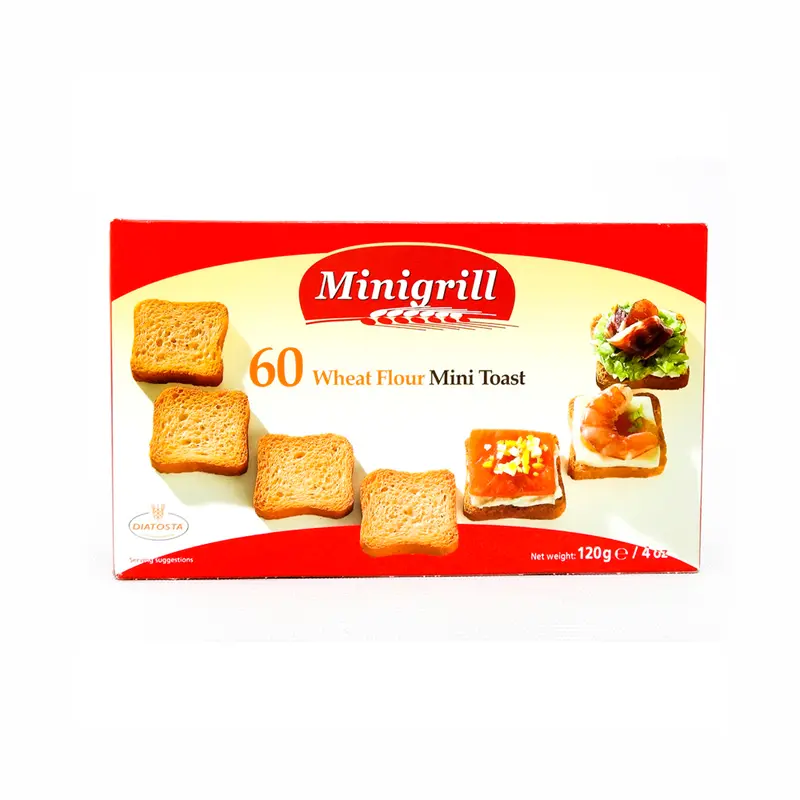 Minigrill
60 Wheat Flour Mini Toast
DIATOSTA
Serving suggestions
Net weight: 120g ℮ / 4 oz